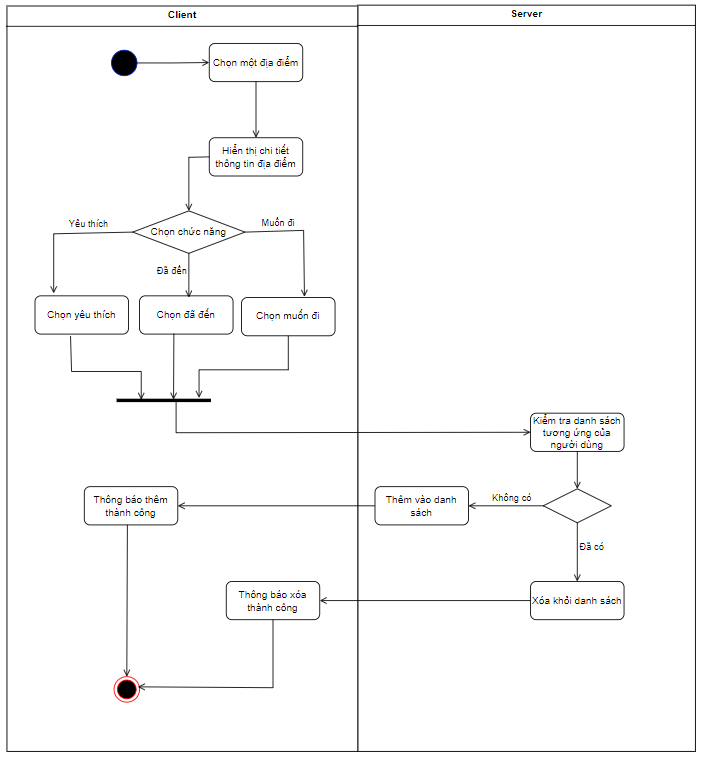 Client
Server
Chọn một địa điểm
Hiển thị chi tiết
thông tin địa điểm
Chọn chức năng
Yêu thích
Muốn đi
Đã đến
Chọn yêu thích
Chọn đã đến
Chọn muốn đi
Kiểm tra danh sách
tương ứng của
người dùng
Không có
Đã có
Thêm vào danh
sách
Thông báo thêm
thành công
Xóa khỏi danh sách
Thông báo xóa
thành công